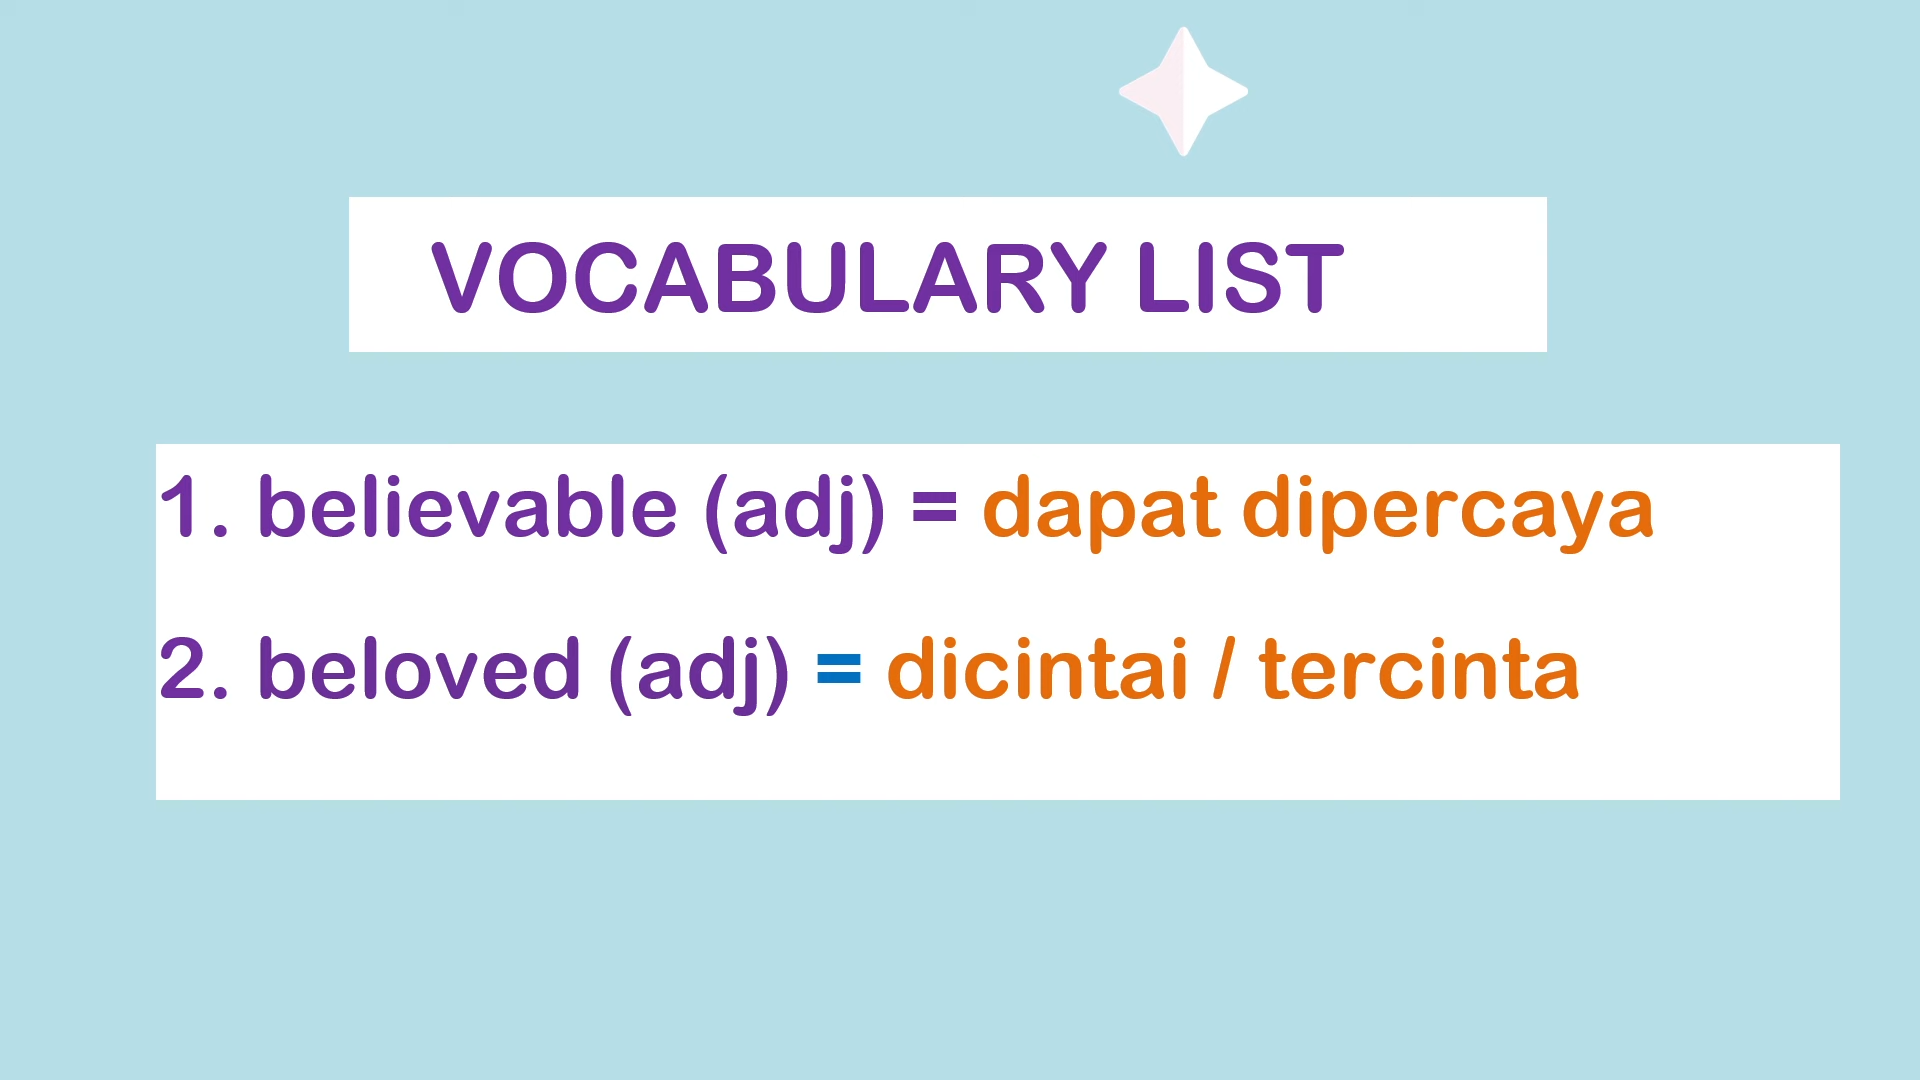 VOCABULARY LIST
1. believable (adj) = dapat dipercaya
2. beloved (adj) = dicintai / tercinta